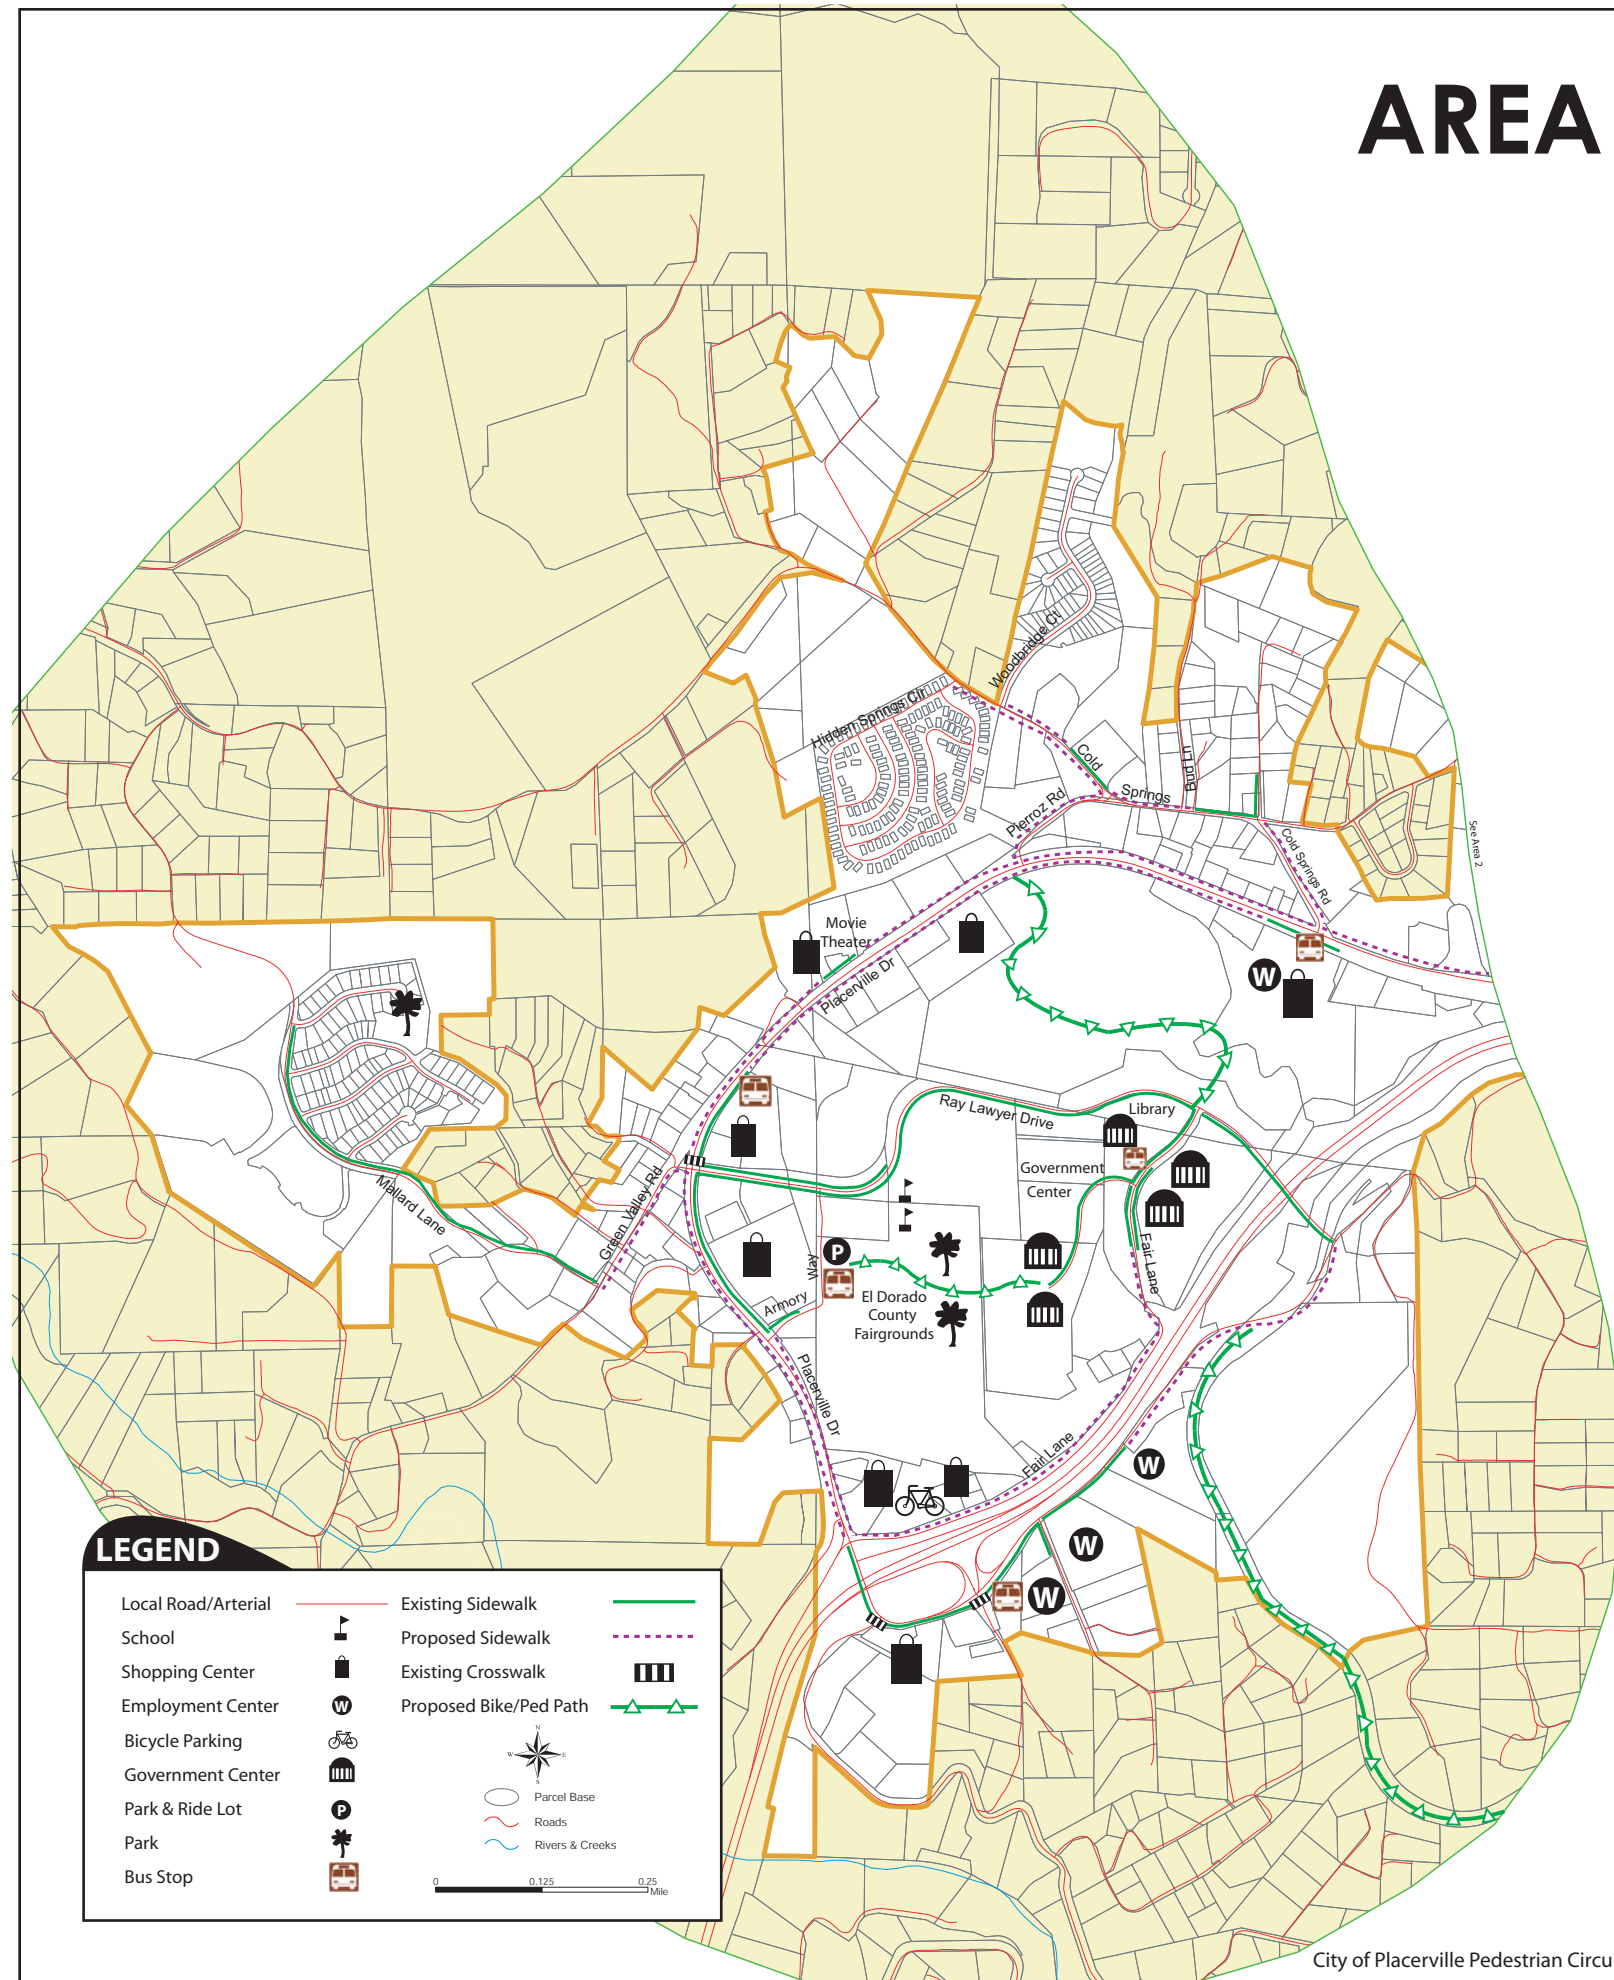 AREA
Woodbridge Ct
Hidden Springs Cir
Cold
Springs
Bud Ln
Pierroz Rd
Cold Springs Rd
See Area 2
Movie
Theater
Placerville Dr
W
Ray Lawyer Drive
Library
Government
Center
Mallard Lane
Green Valley Rd
Way
P
Armory
El Dorado
County
Fairgrounds
Fair Lane
Placerville Dr
Fair Lane
W
W
W
LEGEND
Local Road/Arterial
School
Shopping Center
Employment Center
W
Bicycle Parking
Government Center
Park & Ride Lot
P
Park
Bus Stop
Existing Sidewalk
Proposed Sidewalk
Existing Crosswalk
Proposed Bike/Ped Path
N
W E
S
Parcel Base
Roads
Rivers & Creeks
0 0.125 0.25
Mile
City of Placerville Pedestrian Circu